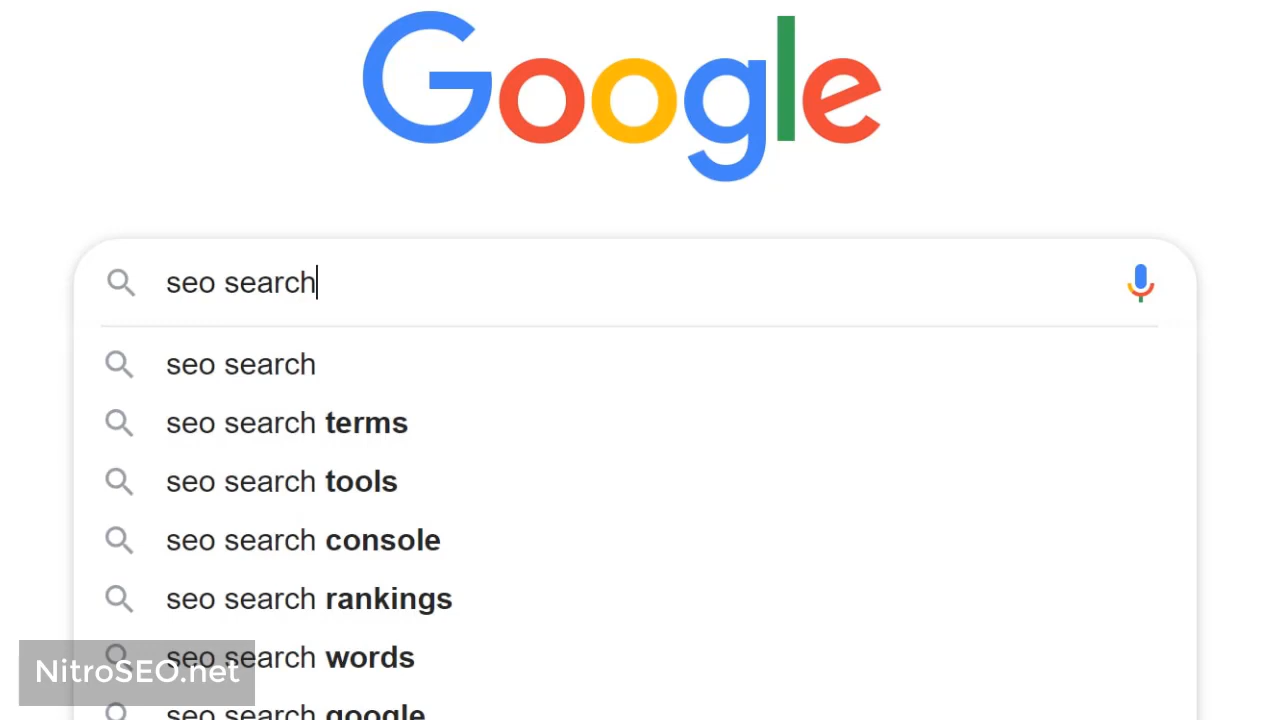 Google
seo search
seo search
seo search terms
seo search tools
seo search console
seo search rankings
seo search words
NitroSEO.net
seo search google